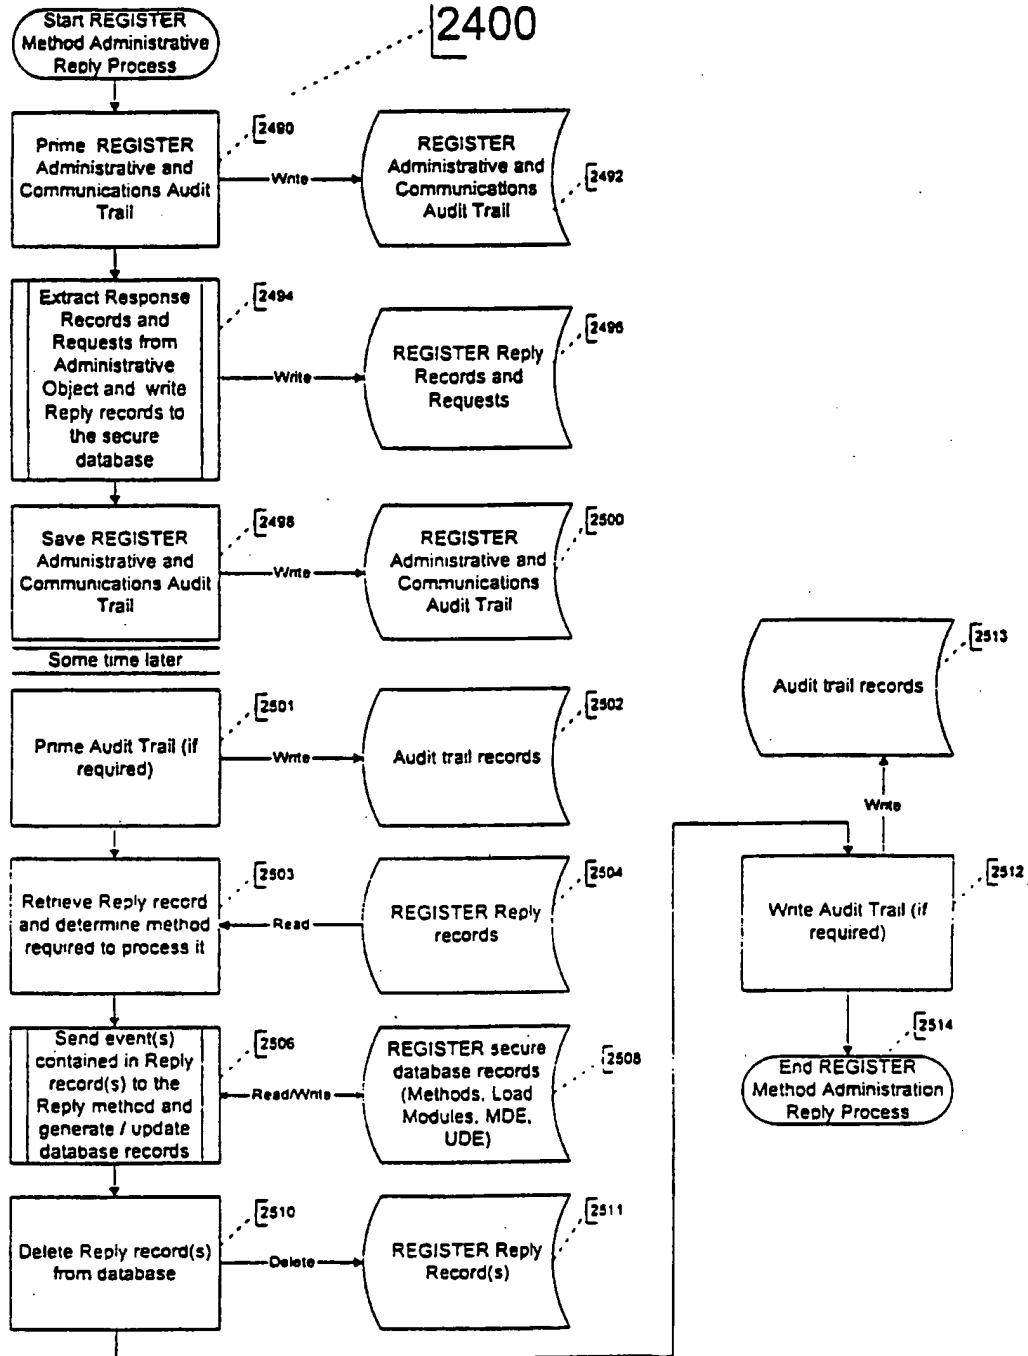 Start REGISTER
Method Administrative
Reply Process
2400
Prime REGISTER
Administrative and
Communications Audit
Trail
2490
Write
REGISTER
Administrative and
Communications
Audit Trail
2492
Extract Response
Records and
Requests from
Administrative
Object and write
Reply records to
the secure
database
2494
Write
REGISTER Reply
Records and
Requests
2496
Save REGISTER
Administrative and
Communications Audit
Trail
2498
Write
REGISTER
Administrative and
Communications
Audit Trail
2500
Some time later
Prime Audit Trail (if
required)
2501
Write
Audit trail records
2502
Retrieve Reply record
and determine method
required to process it
2503
Read
REGISTER Reply
records
2504
Send event(s)
contained in Reply
record(s) to the
Reply method and
generate / update
database records
2506
Read/Write
REGISTER secure
database records
(Methods, Load
Modules, MDE,
UDE)
2508
Delete Reply record(s)
from database
2510
Delete
REGISTER Reply
Record(s)
2511
Audit trail records
2513
Write
Write Audit Trail (if
required)
2512
2514
End REGISTER
Method Administration
Reply Process